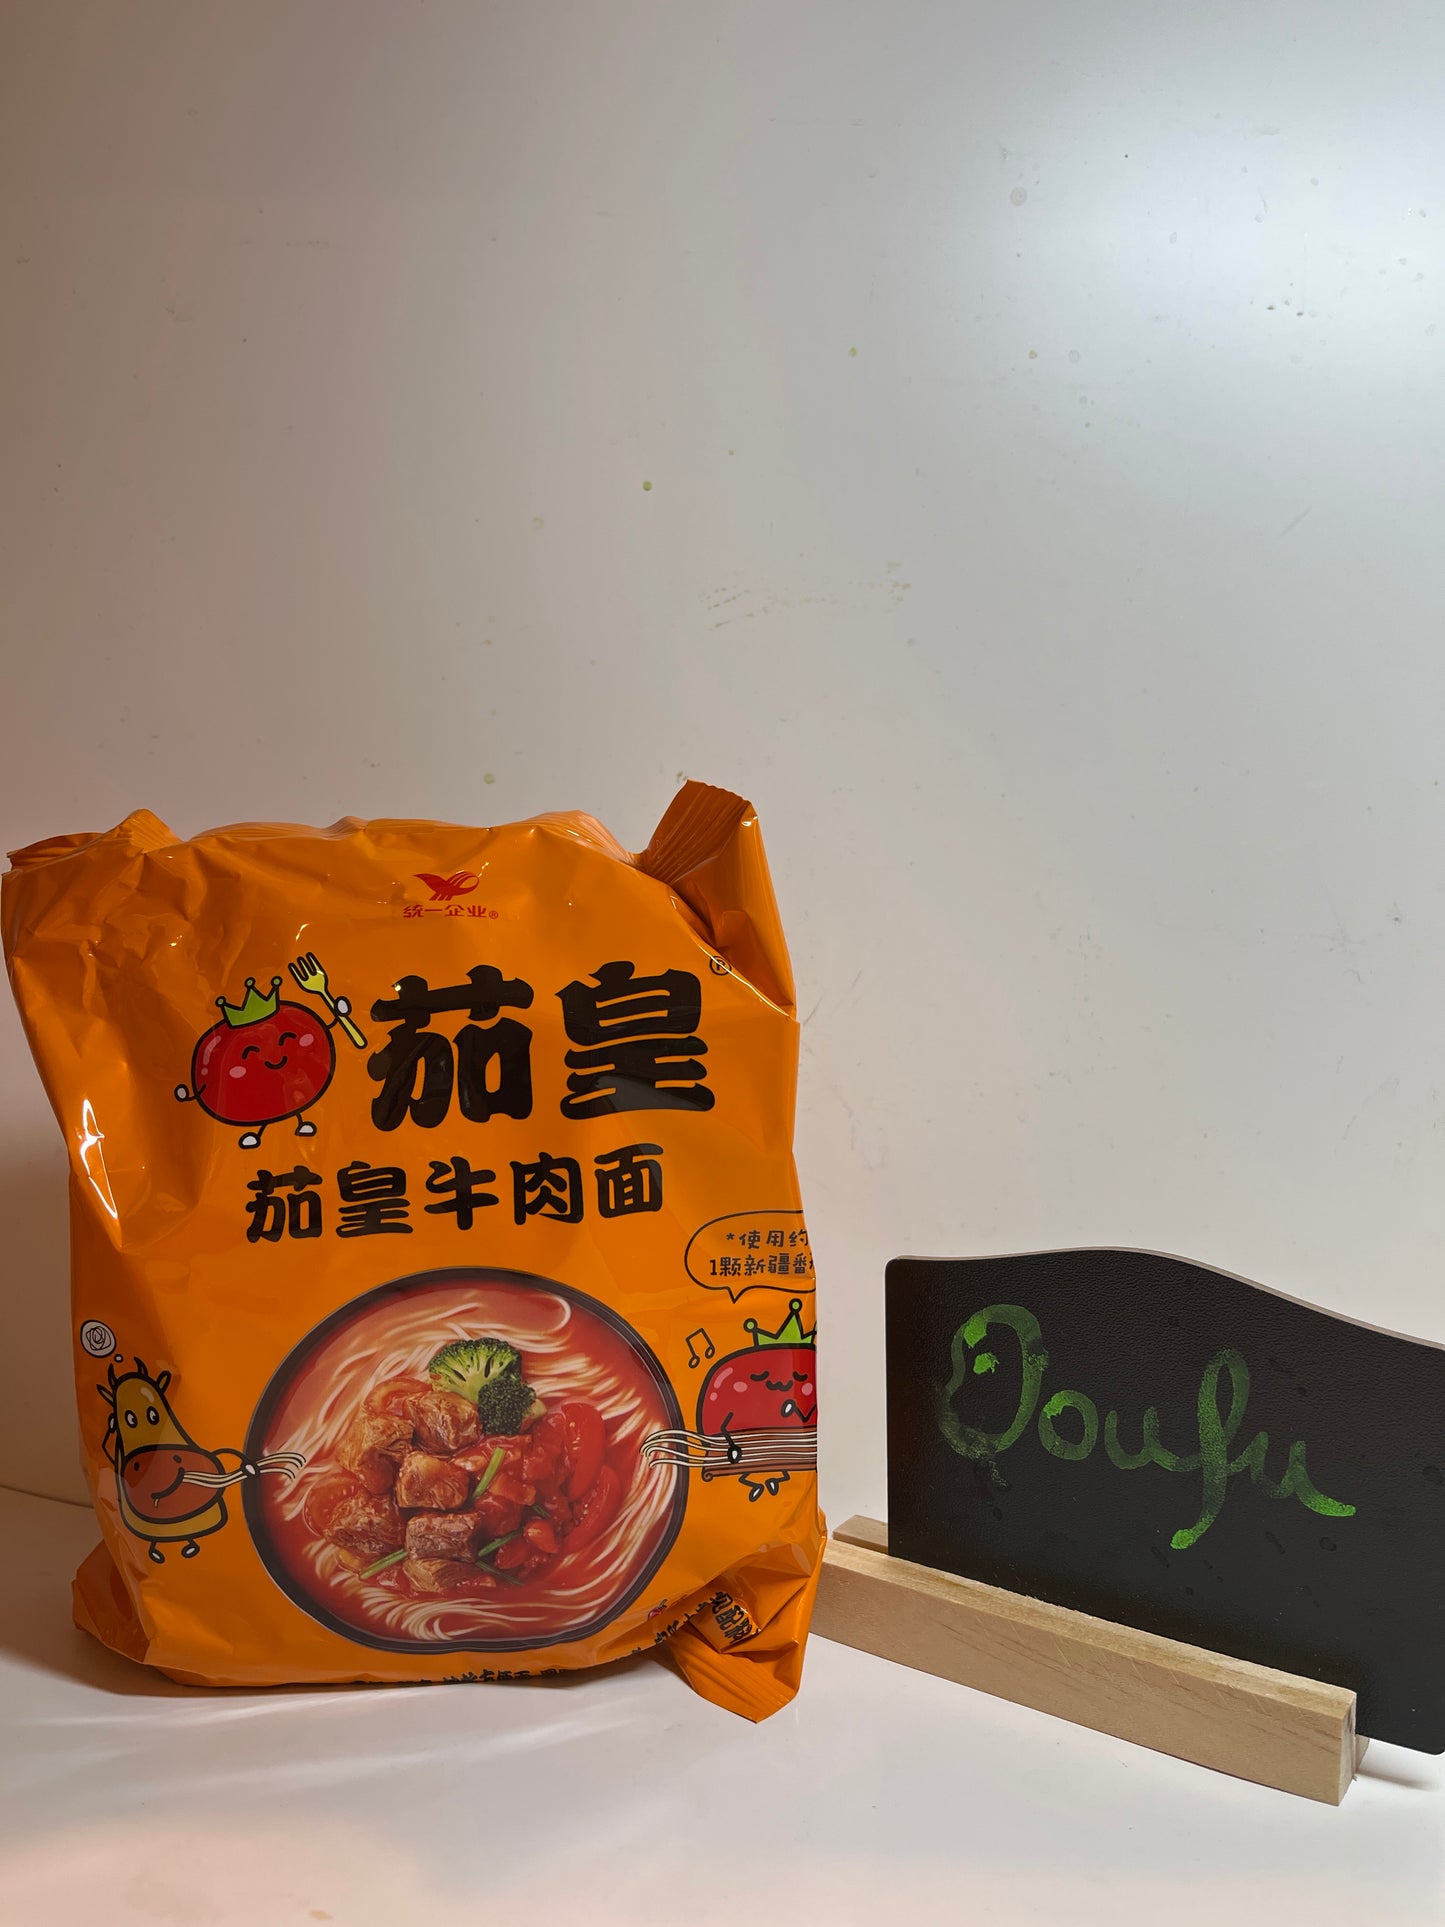 统一企业®
茄皇®
茄皇牛肉面
*使用约
1颗新疆番
Doufu